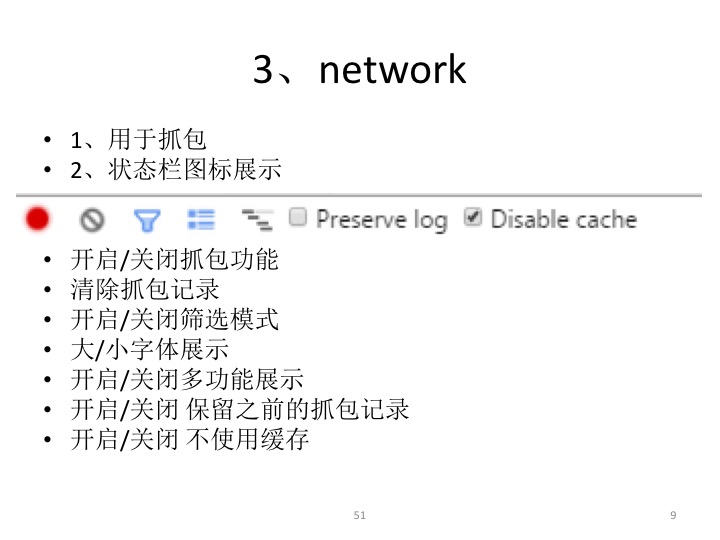 3、network
• 1、用于抓包
• 2、状态栏图标展示
Preserve log Disable cache
• 开启/关闭抓包功能
• 清除抓包记录
• 开启/关闭筛选模式
• 大/小字体展示
• 开启/关闭多功能展示
• 开启/关闭 保留之前的抓包记录
• 开启/关闭 不使用缓存
51 9